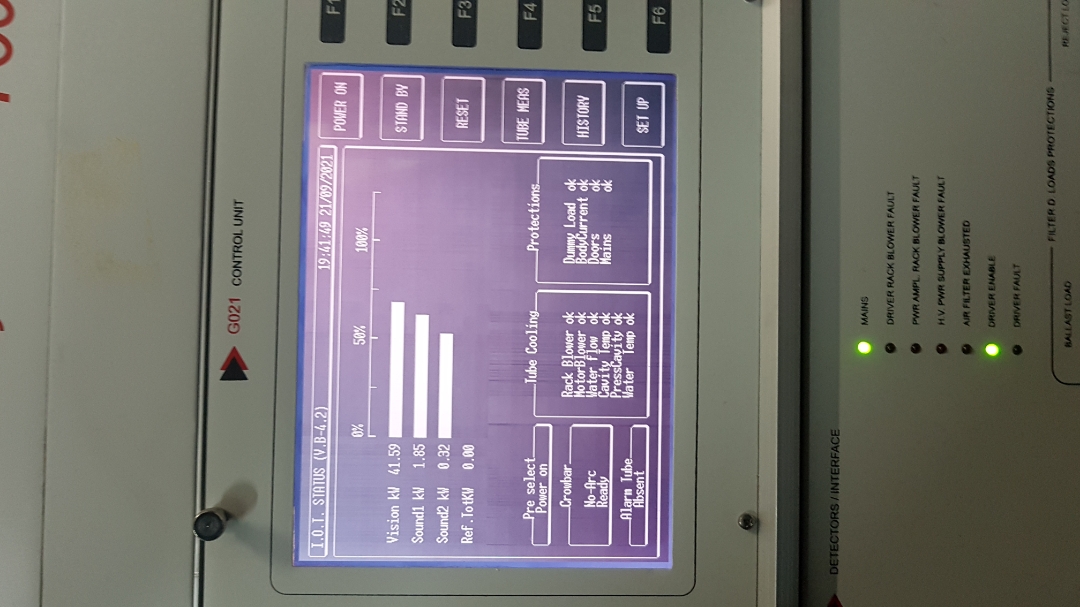 G021 CONTROL UNIT
I.O.T. STATUS (V.B-4.2) 19:41:49 21/09/2021
0% 50% 100%
Vision kW 41.59
Sound1 kW 1.85
Sound2 kW 0.32
Ref.TotKW 0.00
Pre select
Power on
Crowbar
No-Arc
Ready
Alarm Tube
Absent
Tube Cooling
Rack Blower ok
MotorBlower ok
Water flow ok
Cavity Temp ok
PressCavity ok
Water Temp ok
Protections
Dummy Load ok
BodyCurrent ok
Doors ok
Mains ok
POWER ON
STAND BY
RESET
TUBE MEAS
HISTORY
SET UP
F1
F2
F3
F4
F5
F6
DETECTORS / INTERFACE
MAINS
DRIVER RACK BLOWER FAULT
PWR AMPL. RACK BLOWER FAULT
H.V. PWR SUPPLY BLOWER FAULT
AIR FILTER EXHAUSTED
DRIVER ENABLE
DRIVER FAULT
FILTER D. LOADS PROTECTIONS
BALLAST LOAD
REJECT